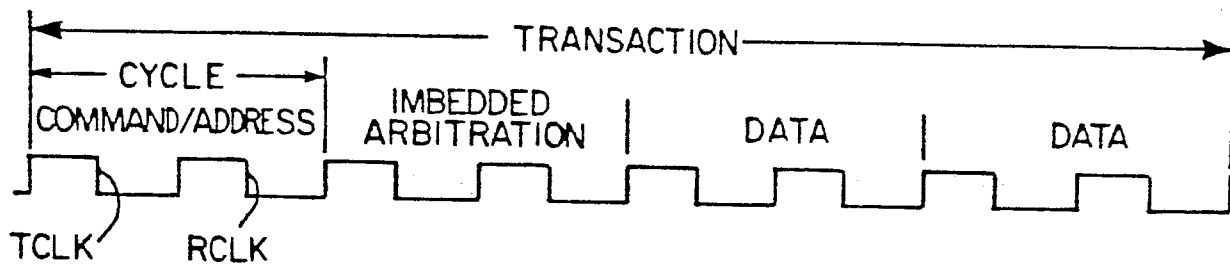 TRANSACTION
CYCLE
COMMAND/ADDRESS
IMBEDDED
ARBITRATION
DATA
DATA
TCLK
RCLK